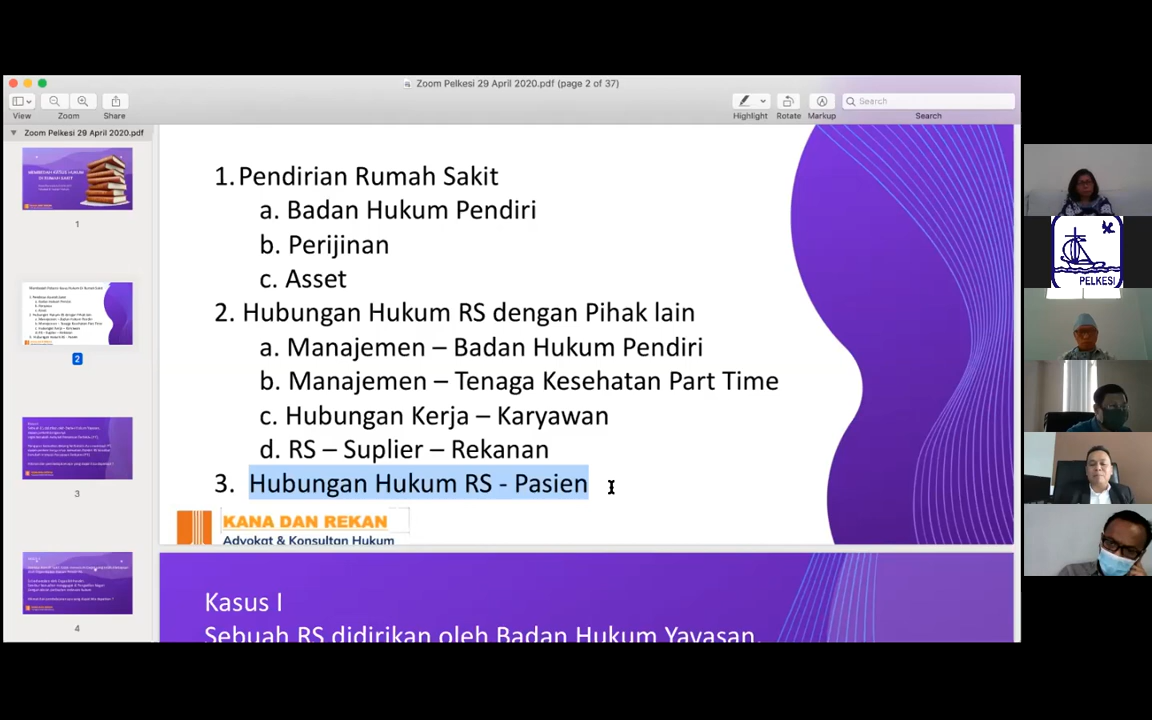 Zoom Pelkesi 29 April 2020.pdf (page 2 of 37)
View
Zoom
Share
Highlight
Rotate
Markup
Search
Search
Zoom Pelkesi 29 April 2020.pdf
1
2
3
4
1. Pendirian Rumah Sakit
a. Badan Hukum Pendiri
b. Perijinan
c. Asset
2. Hubungan Hukum RS dengan Pihak lain
a. Manajemen – Badan Hukum Pendiri
b. Manajemen – Tenaga Kesehatan Part Time
c. Hubungan Kerja – Karyawan
d. RS – Suplier – Rekanan
3. Hubungan Hukum RS - Pasien
KANA DAN REKAN
Advokat & Konsultan Hukum
Kasus I
Sebuah RS didirikan oleh Badan Hukum Yayasan,
PELKESI